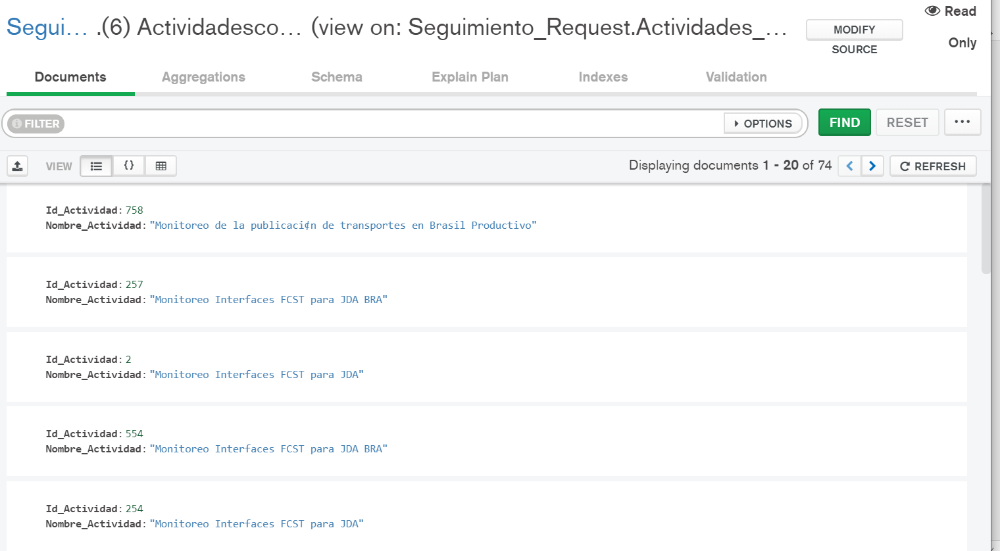 Segui... .(6) Actividadesco... (view on: Seguimiento_Request.Actividades_...
MODIFY
SOURCE
Read
Only
Documents Aggregations Schema Explain Plan Indexes Validation
FILTER OPTIONS FIND RESET ...
VIEW {} Displaying documents 1 - 20 of 74 REFRESH
Id_Actividad: 758
Nombre_Actividad: "Monitoreo de la publicaci¢n de transportes en Brasil Productivo"
Id_Actividad: 257
Nombre_Actividad: "Monitoreo Interfaces FCST para JDA BRA"
Id_Actividad: 2
Nombre_Actividad: "Monitoreo Interfaces FCST para JDA"
Id_Actividad: 554
Nombre_Actividad: "Monitoreo Interfaces FCST para JDA BRA"
Id_Actividad: 254
Nombre_Actividad: "Monitoreo Interfaces FCST para JDA"